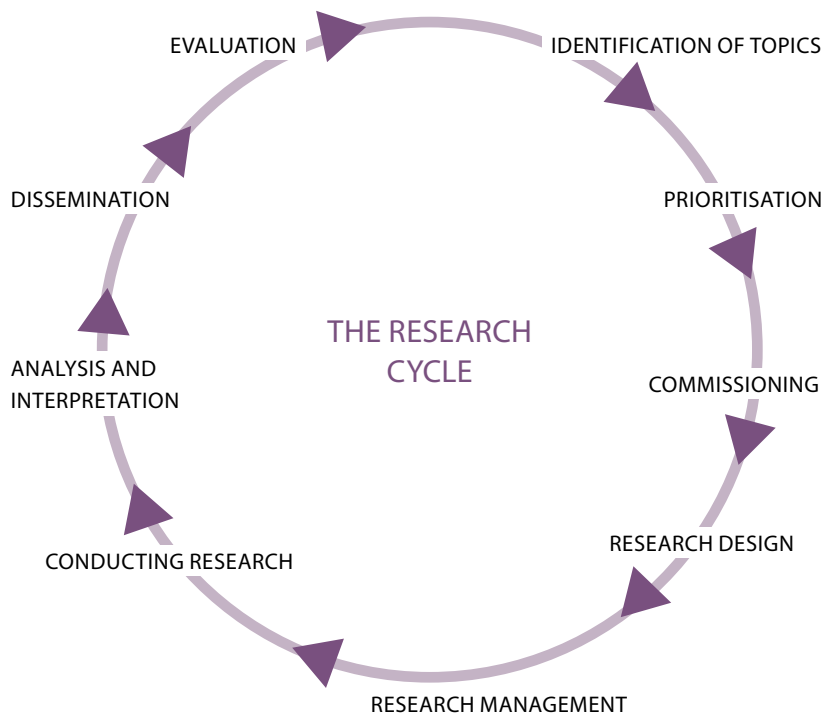 EVALUATION
IDENTIFICATION OF TOPICS
DISSEMINATION
PRIORITISATION
THE RESEARCH
CYCLE
ANALYSIS AND
INTERPRETATION
COMMISSIONING
RESEARCH DESIGN
CONDUCTING RESEARCH
RESEARCH MANAGEMENT